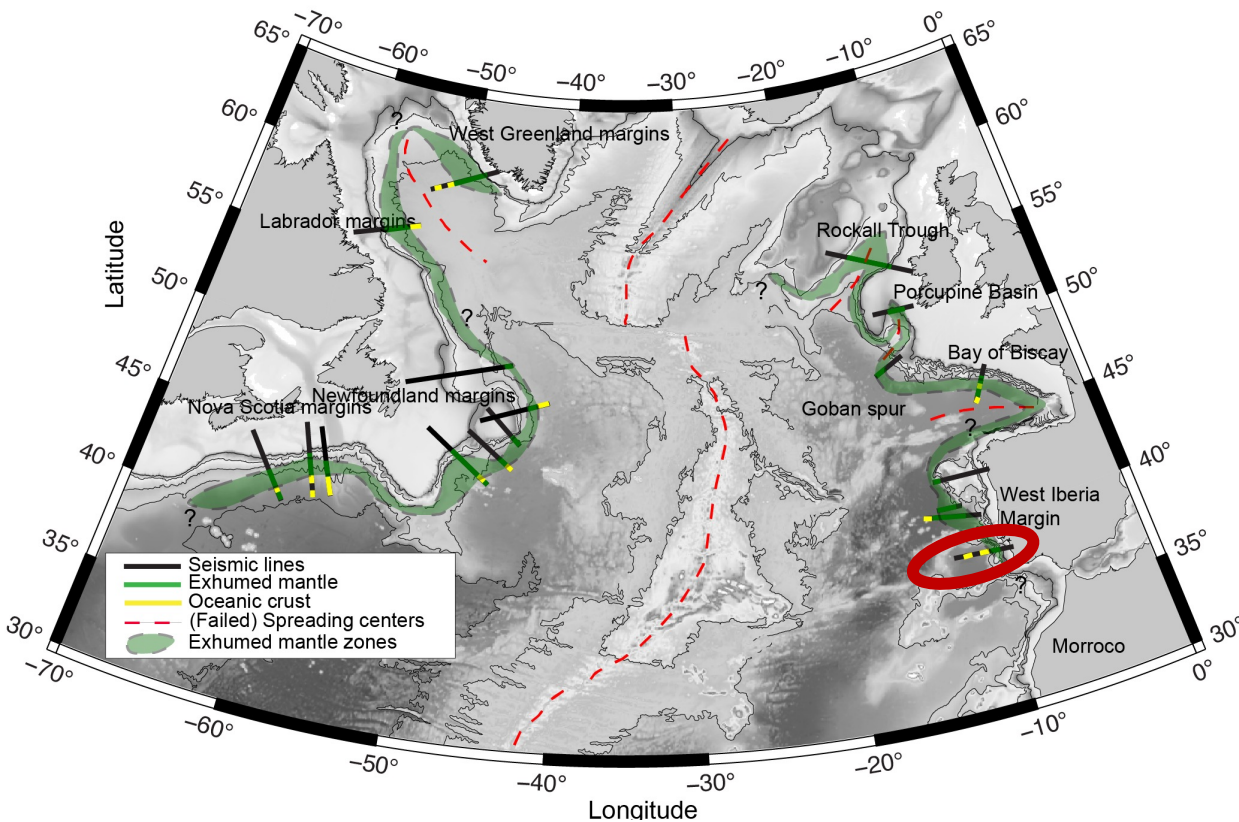 −70°
−60°
−50°
−40°
−30°
−20°
−10°
0°
65°
65°
60°
60°
55°
55°
50°
50°
45°
45°
40°
40°
35°
35°
30°
30°
Latitude
?
West Greenland margins
Labrador margins
Rockall Trough
?
Porcupine Basin
?
Bay of Biscay
Newfoundland margins
Nova Scotia margins
Goban spur
?
West Iberia
Margin
?
?
Morroco
Seismic lines
Exhumed mantle
Oceanic crust
(Failed) Spreading centers
Exhumed mantle zones
−70°
−60°
−50°
−40°
−30°
−20°
−10°
0°
Longitude